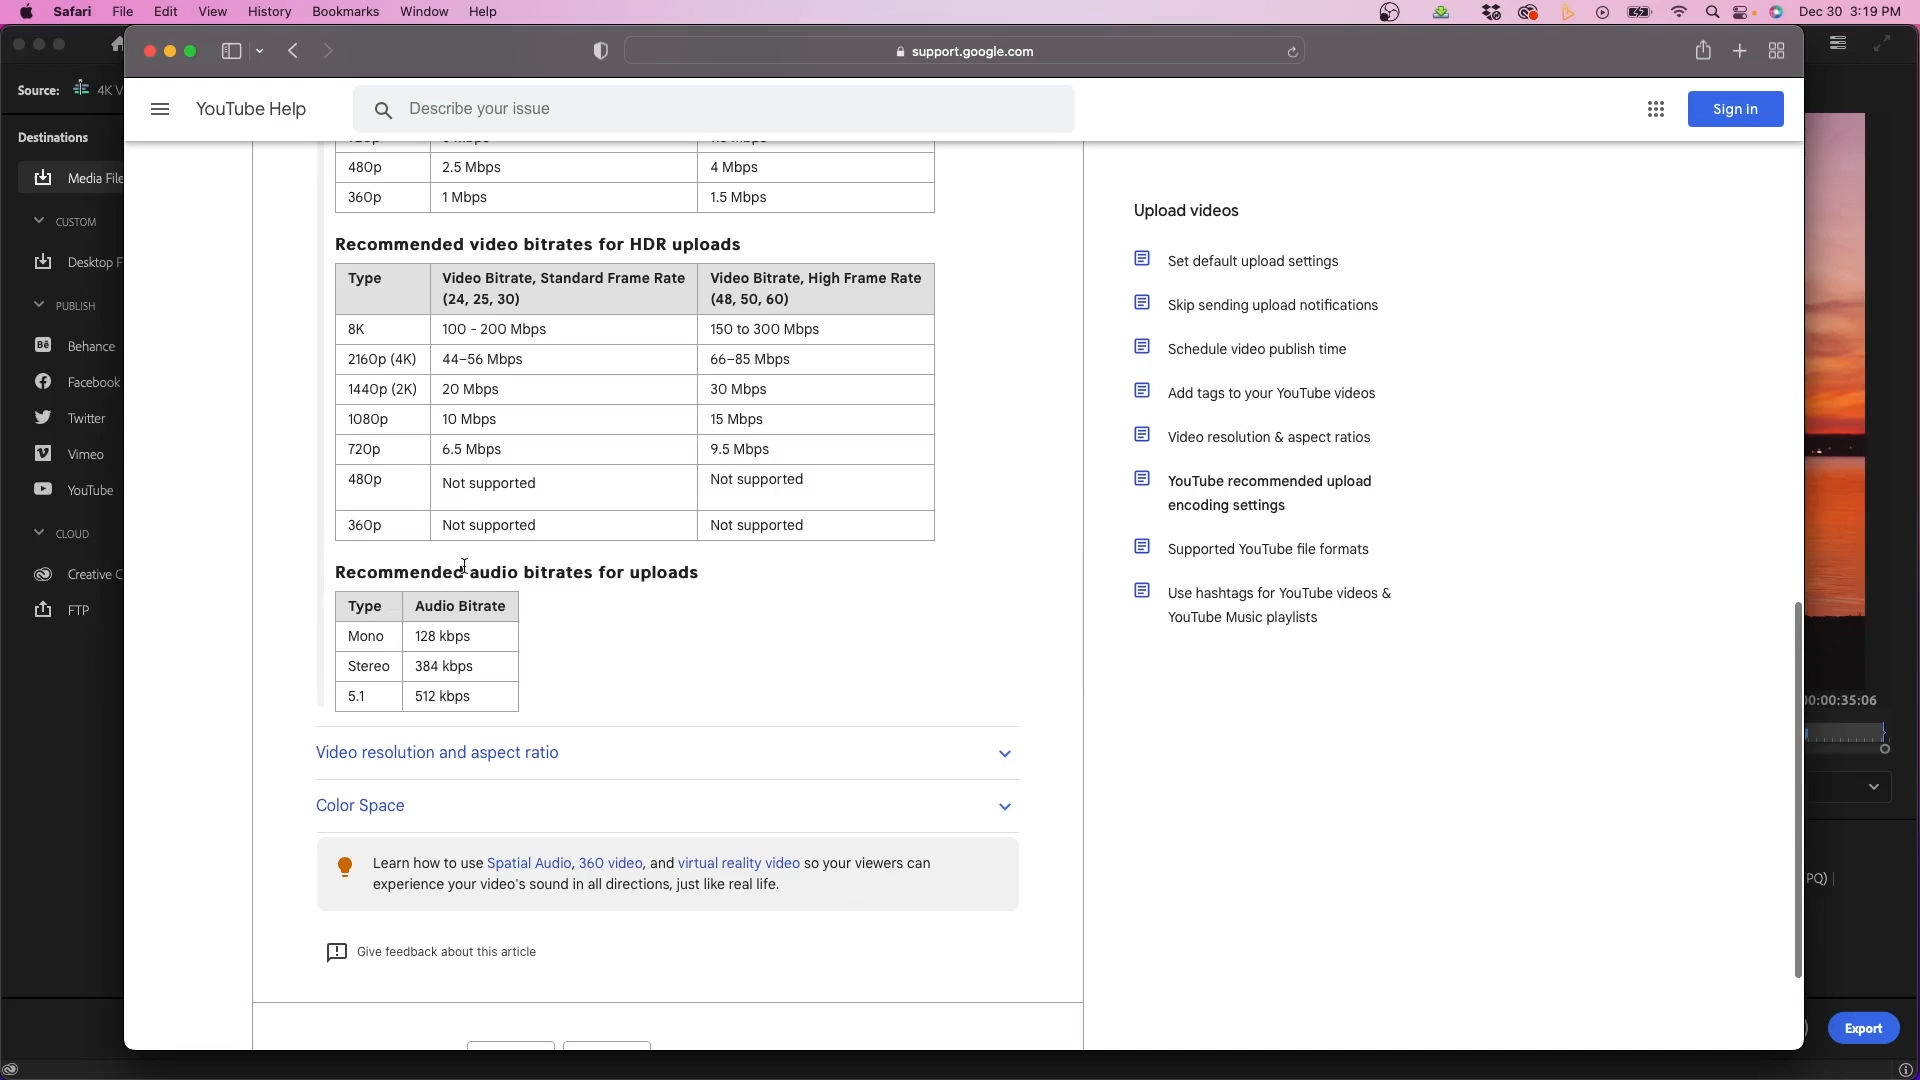 Safari File Edit View History Bookmarks Window Help
Dec 30 3:19 PM
support.google.com
Source: 4K V
Destinations
Media File
CUSTOM
Desktop F
PUBLISH
Behance
Facebook
Twitter
Vimeo
YouTube
CLOUD
Creative C
FTP
YouTube Help
Describe your issue
Sign in
480p 2.5 Mbps 4 Mbps
360p 1 Mbps 1.5 Mbps
Recommended video bitrates for HDR uploads
Type Video Bitrate, Standard Frame Rate (24, 25, 30) Video Bitrate, High Frame Rate (48, 50, 60)
8K 100 - 200 Mbps 150 to 300 Mbps
2160p (4K) 44–56 Mbps 66–85 Mbps
1440p (2K) 20 Mbps 30 Mbps
1080p 10 Mbps 15 Mbps
720p 6.5 Mbps 9.5 Mbps
480p Not supported Not supported
360p Not supported Not supported
Recommended audio bitrates for uploads
Type Audio Bitrate
Mono 128 kbps
Stereo 384 kbps
5.1 512 kbps
Video resolution and aspect ratio
Color Space
Learn how to use Spatial Audio, 360 video, and virtual reality video so your viewers can
experience your video's sound in all directions, just like real life.
Give feedback about this article
Upload videos
Set default upload settings
Skip sending upload notifications
Schedule video publish time
Add tags to your YouTube videos
Video resolution & aspect ratios
YouTube recommended upload
encoding settings
Supported YouTube file formats
Use hashtags for YouTube videos &
YouTube Music playlists
00:00:35:06
PQ) |
Export